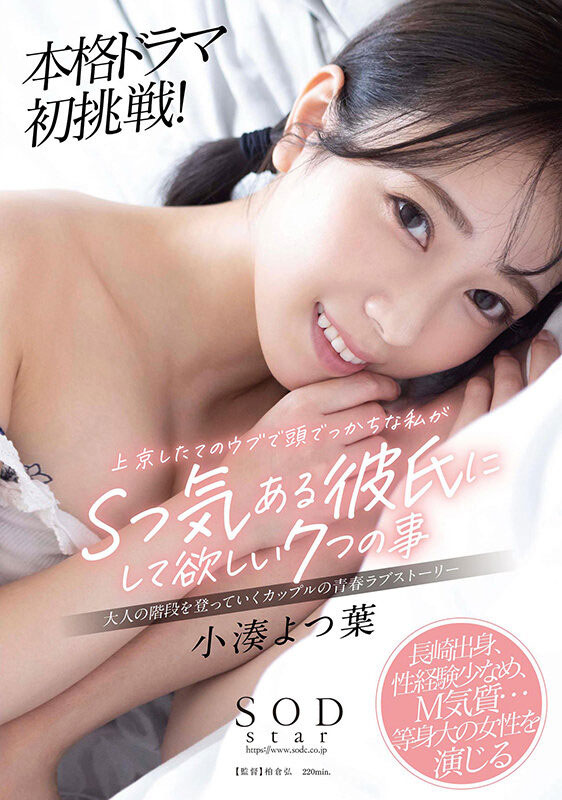 本格ドラマ
初挑戦!
上京したてのウブで頭でっかちな私が
Sっ気ある彼氏に
して欲しい7つの事
大人の階段を登っていくカップルの青春ラブストーリー
小湊よつ葉
長崎出身、
性経験少なめ、
M気質…
等身大の女性を
演じる
SOD
star
https://www.sodc.co.jp
【監督】柏倉弘 220min.